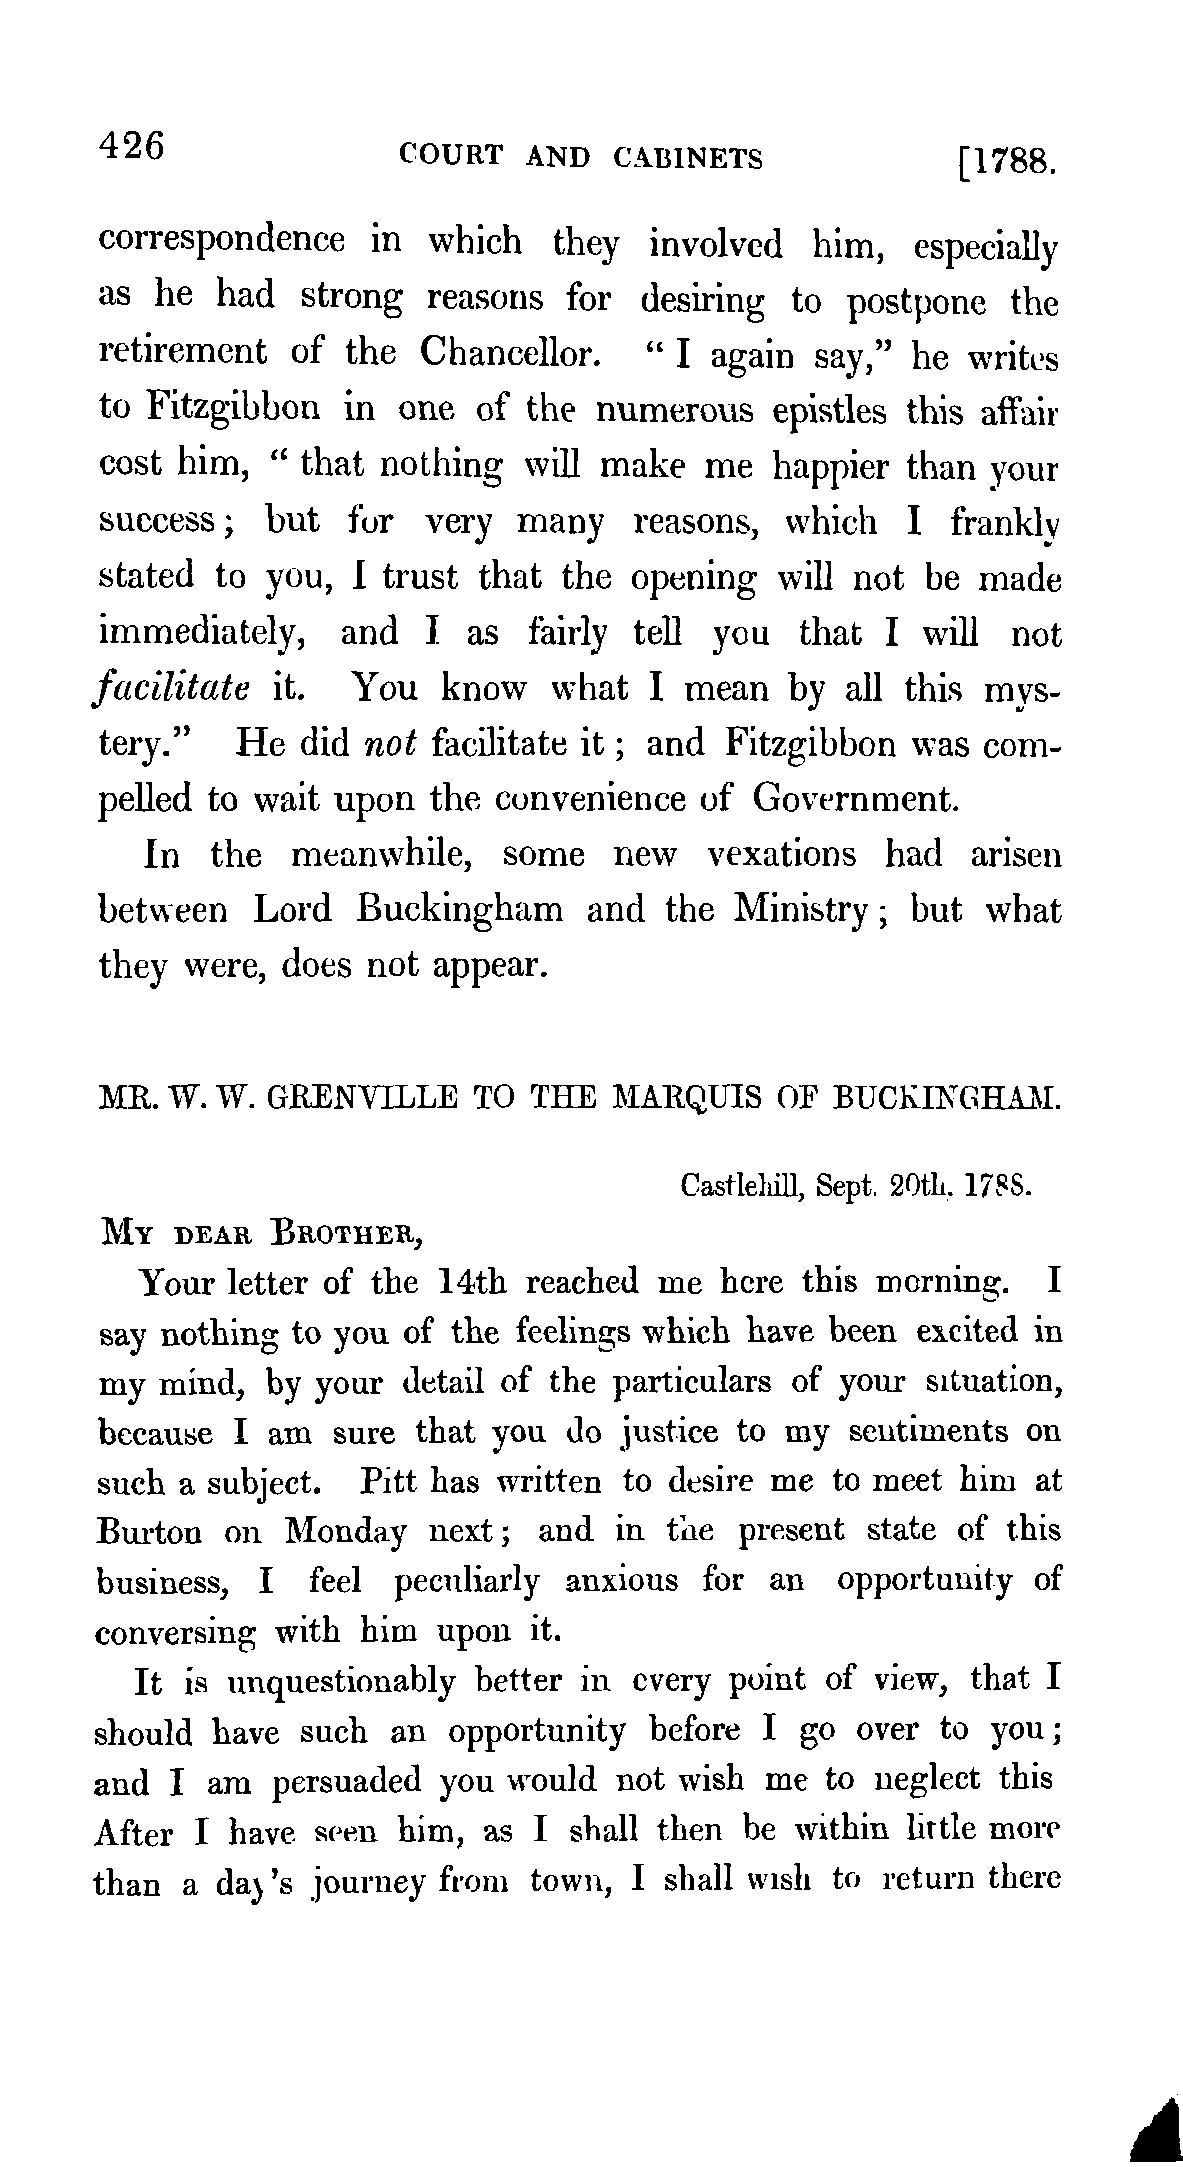 426 COURT AND CABINETS [1788.
correspondence in which they involved him, especially
as he had strong reasons for desiring to postpone the
retirement of the Chancellor. “ I again say,” he writes
to Fitzgibbon in one of the numerous epistles this affair
cost him, “ that nothing will make me happier than your
success ; but for very many reasons, which I frankly
stated to you, I trust that the opening will not be made
immediately, and I as fairly tell you that I will not
facilitate it. You know what I mean by all this mys-
tery.” He did not facilitate it ; and Fitzgibbon was com-
pelled to wait upon the convenience of Government.
In the meanwhile, some new vexations had arisen
between Lord Buckingham and the Ministry ; but what
they were, does not appear.
MR. W. W. GRENVILLE TO THE MARQUIS OF BUCKINGHAM.
Castlehill, Sept. 20th. 1788.
MY DEAR BROTHER,
Your letter of the 14th reached me here this morning. I
say nothing to you of the feelings which have been excited in
my mind, by your detail of the particulars of your situation,
because I am sure that you do justice to my sentiments on
such a subject. Pitt has written to desire me to meet him at
Burton on Monday next ; and in the present state of this
business, I feel peculiarly anxious for an opportunity of
conversing with him upon it.
It is unquestionably better in every point of view, that I
should have such an opportunity before I go over to you ;
and I am persuaded you would not wish me to neglect this
After I have seen him, as I shall then be within little more
than a day’s journey from town, I shall wish to return there